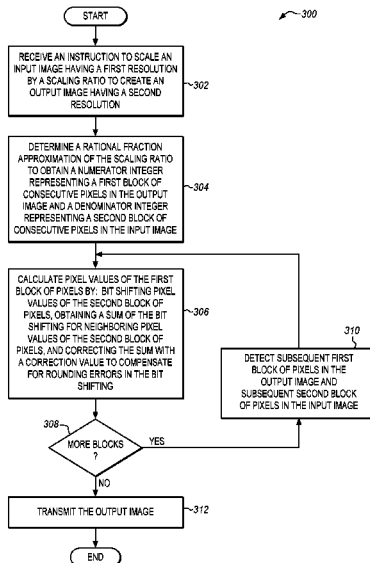 START
300
RECEIVE AN INSTRUCTION TO SCALE AN
INPUT IMAGE HAVING A FIRST RESOLUTION
BY A SCALING RATIO TO CREATE AN
OUTPUT IMAGE HAVING A SECOND
RESOLUTION
302
DETERMINE A RATIONAL FRACTION
APPROXIMATION OF THE SCALING RATIO
TO OBTAIN A NUMERATOR INTEGER
REPRESENTING A FIRST BLOCK OF
CONSECUTIVE PIXELS IN THE OUTPUT
IMAGE AND A DENOMINATOR INTEGER
REPRESENTING A SECOND BLOCK OF
CONSECUTIVE PIXELS IN THE INPUT IMAGE
304
CALCULATE PIXEL VALUES OF THE FIRST
BLOCK OF PIXELS BY: BIT SHIFTING PIXEL
VALUES OF THE SECOND BLOCK OF
PIXELS, OBTAINING A SUM OF THE BIT
SHIFTING FOR NEIGHBORING PIXEL
VALUES OF THE SECOND BLOCK OF
PIXELS, AND CORRECTING THE SUM WITH
A CORRECTION VALUE TO COMPENSATE
FOR ROUNDING ERRORS IN THE BIT
SHIFTING
306
310
DETECT SUBSEQUENT FIRST
BLOCK OF PIXELS IN THE
OUTPUT IMAGE AND
SUBSEQUENT SECOND BLOCK
OF PIXELS IN THE INPUT IMAGE
308
MORE BLOCKS
?
YES
NO
TRANSMIT THE OUTPUT IMAGE
312
END